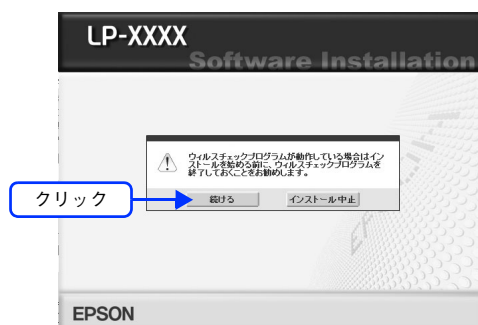 LP-XXXX
Software Installation
ウィルスチェックプログラムが動作している場合はイン
ストールを始める前に、ウィルスチェックプログラムを
終了しておくことをお勧めします。
クリック
続ける
インストール中止
EPSON